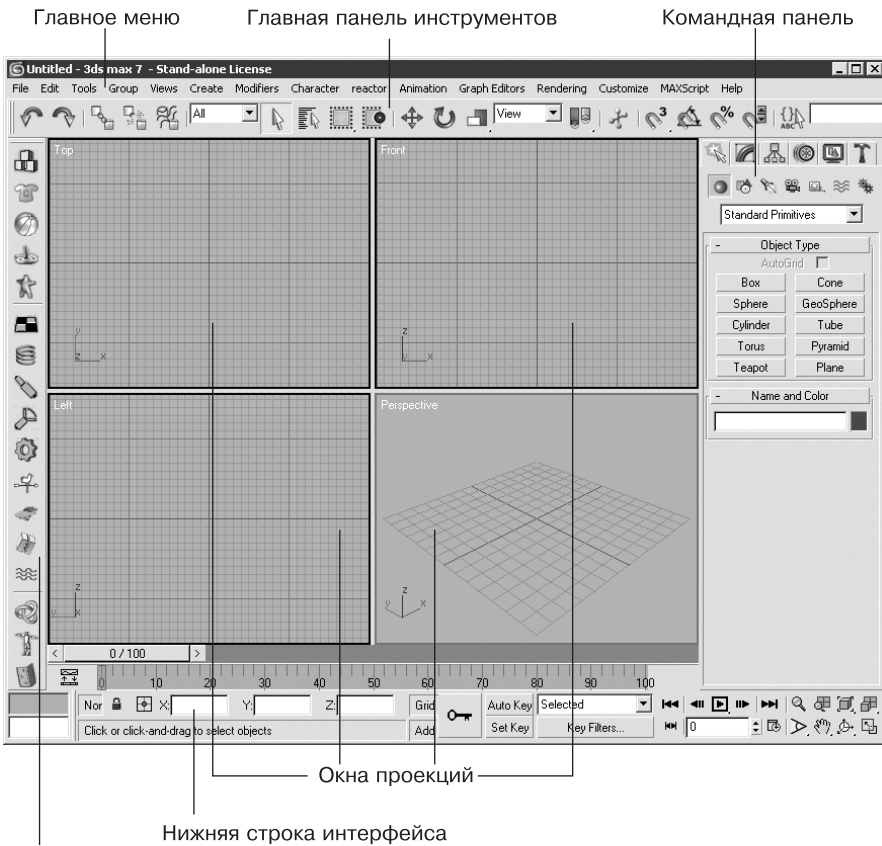 Главное меню
Главная панель инструментов
Командная панель
Untitled - 3ds max 7 - Stand-alone License
File Edit Tools Group Views Create Modifiers Character reactor Animation Graph Editors Rendering Customize MAXScript Help
All
View
3
%
{}
ABC
Top
Front
Standard Primitives
- Object Type
AutoGrid
Box Cone
Sphere GeoSphere
Cylinder Tube
Torus Pyramid
Teapot Plane
- Name and Color
y
z x
z
y x
Left
Perspective
z
y x
z
y x
< 0 / 100 >
0 10 20 30 40 50 60 70 80 90 100
Nor X: Y: Z: Grid Auto Key Selected
Click or click-and-drag to select objects Add Set Key Key Filters... 0
Окна проекций
Нижняя строка интерфейса